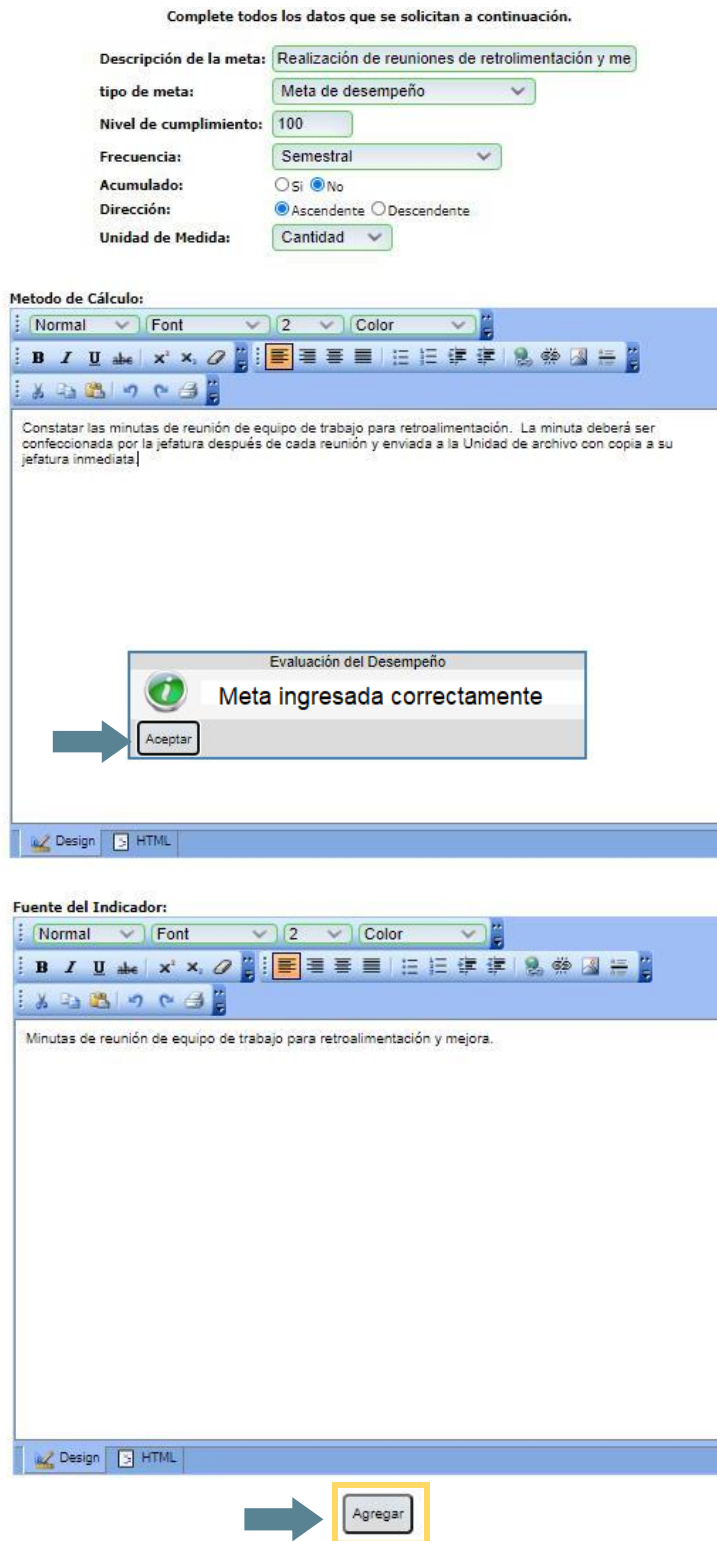 Complete todos los datos que se solicitan a continuación.
Descripción de la meta: Realización de reuniones de retrolimentación y me
tipo de meta: Meta de desempeño
Nivel de cumplimiento: 100
Frecuencia: Semestral
Acumulado: Si No
Dirección: Ascendente Descendente
Unidad de Medida: Cantidad
Metodo de Cálculo:
Normal Font 2 Color
B I U abc x² x,
Constatar las minutas de reunión de equipo de trabajo para retroalimentación. La minuta deberá ser
confeccionada por la jefatura después de cada reunión y enviada a la Unidad de archivo con copia a su
jefatura inmediata.
Evaluación del Desempeño
Meta ingresada correctamente
Aceptar
Design HTML
Fuente del Indicador:
Normal Font 2 Color
B I U abc x² x,
Minutas de reunión de equipo de trabajo para retroalimentación y mejora.
Design HTML
Agregar